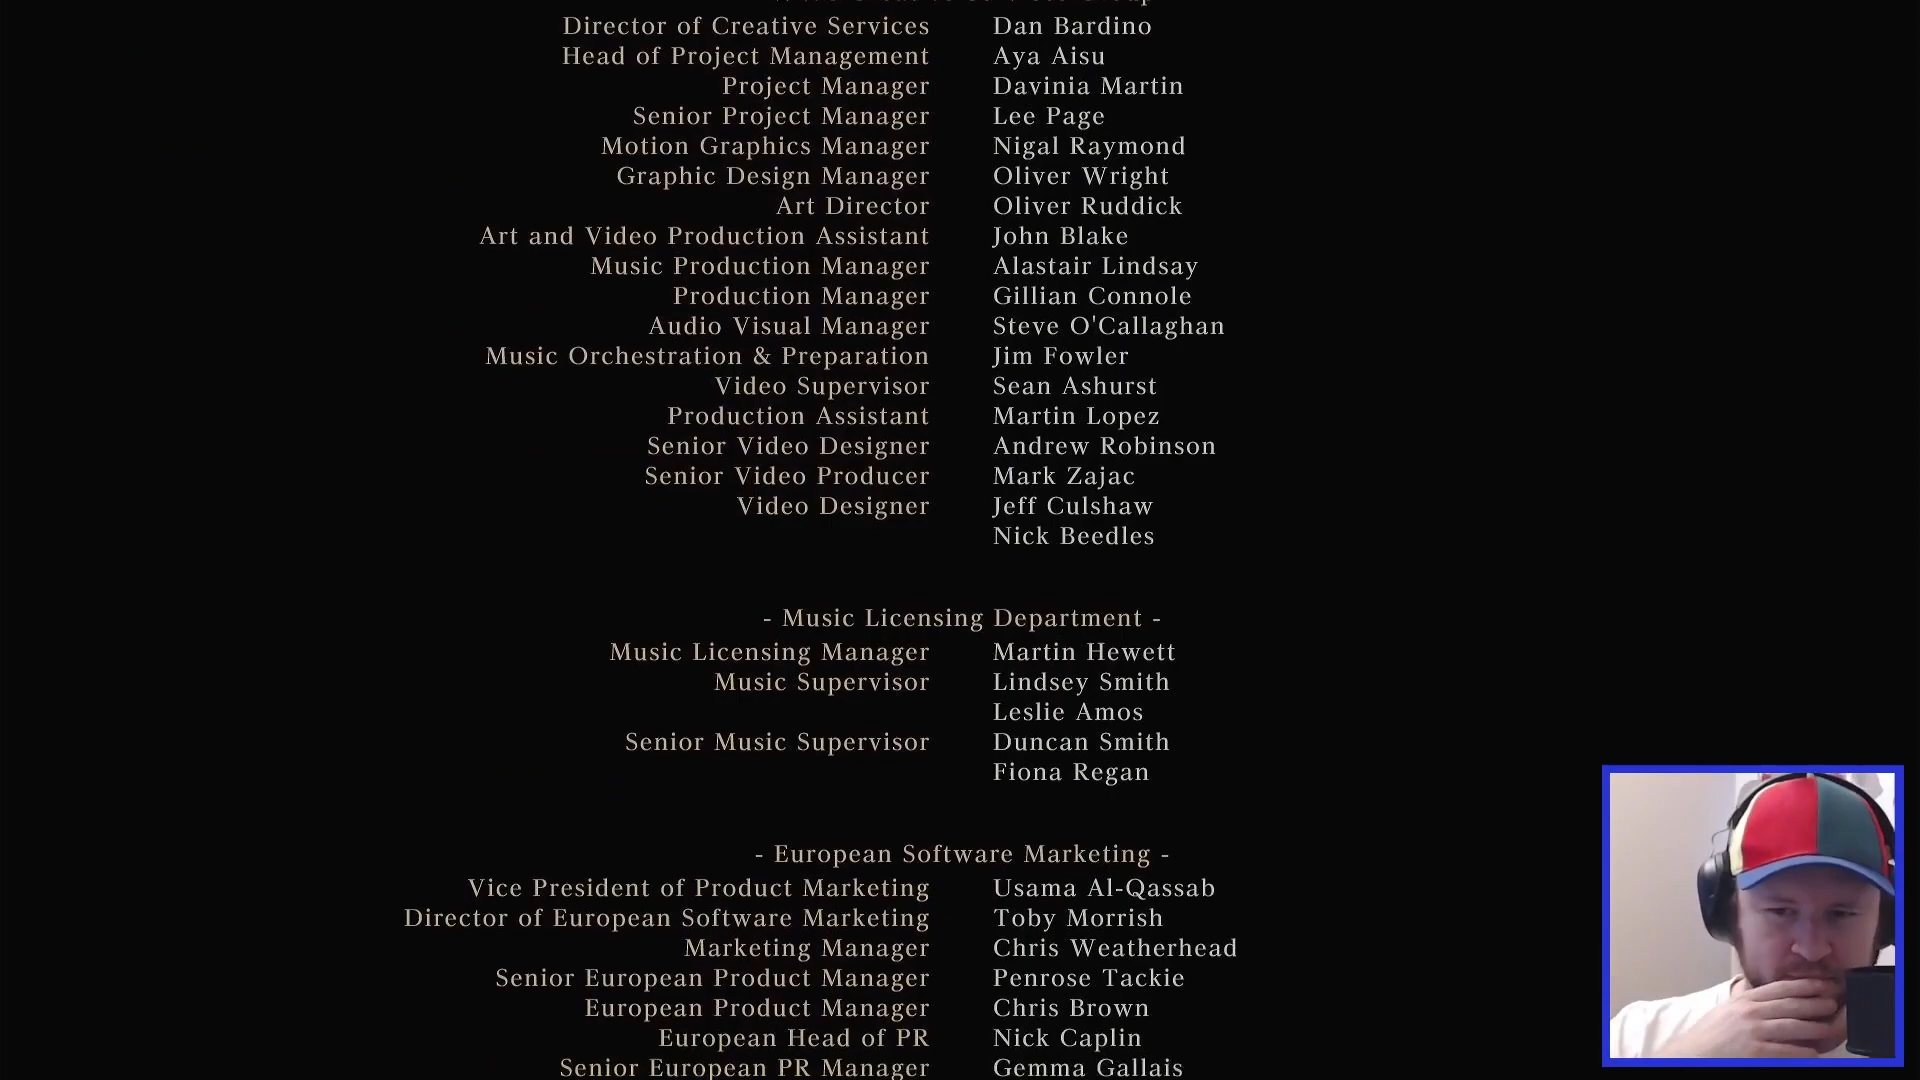 Director of Creative Services Dan Bardino
Head of Project Management Aya Aisu
Project Manager Davinia Martin
Senior Project Manager Lee Page
Motion Graphics Manager Nigal Raymond
Graphic Design Manager Oliver Wright
Art Director Oliver Ruddick
Art and Video Production Assistant John Blake
Music Production Manager Alastair Lindsay
Production Manager Gillian Connole
Audio Visual Manager Steve O'Callaghan
Music Orchestration & Preparation Jim Fowler
Video Supervisor Sean Ashurst
Production Assistant Martin Lopez
Senior Video Designer Andrew Robinson
Senior Video Producer Mark Zajac
Video Designer Jeff Culshaw
Nick Beedles
- Music Licensing Department -
Music Licensing Manager Martin Hewett
Music Supervisor Lindsey Smith
Leslie Amos
Senior Music Supervisor Duncan Smith
Fiona Regan
- European Software Marketing -
Vice President of Product Marketing Usama Al-Qassab
Director of European Software Marketing Toby Morrish
Marketing Manager Chris Weatherhead
Senior European Product Manager Penrose Tackie
European Product Manager Chris Brown
European Head of PR Nick Caplin
Senior European PR Manager Gemma Gallais